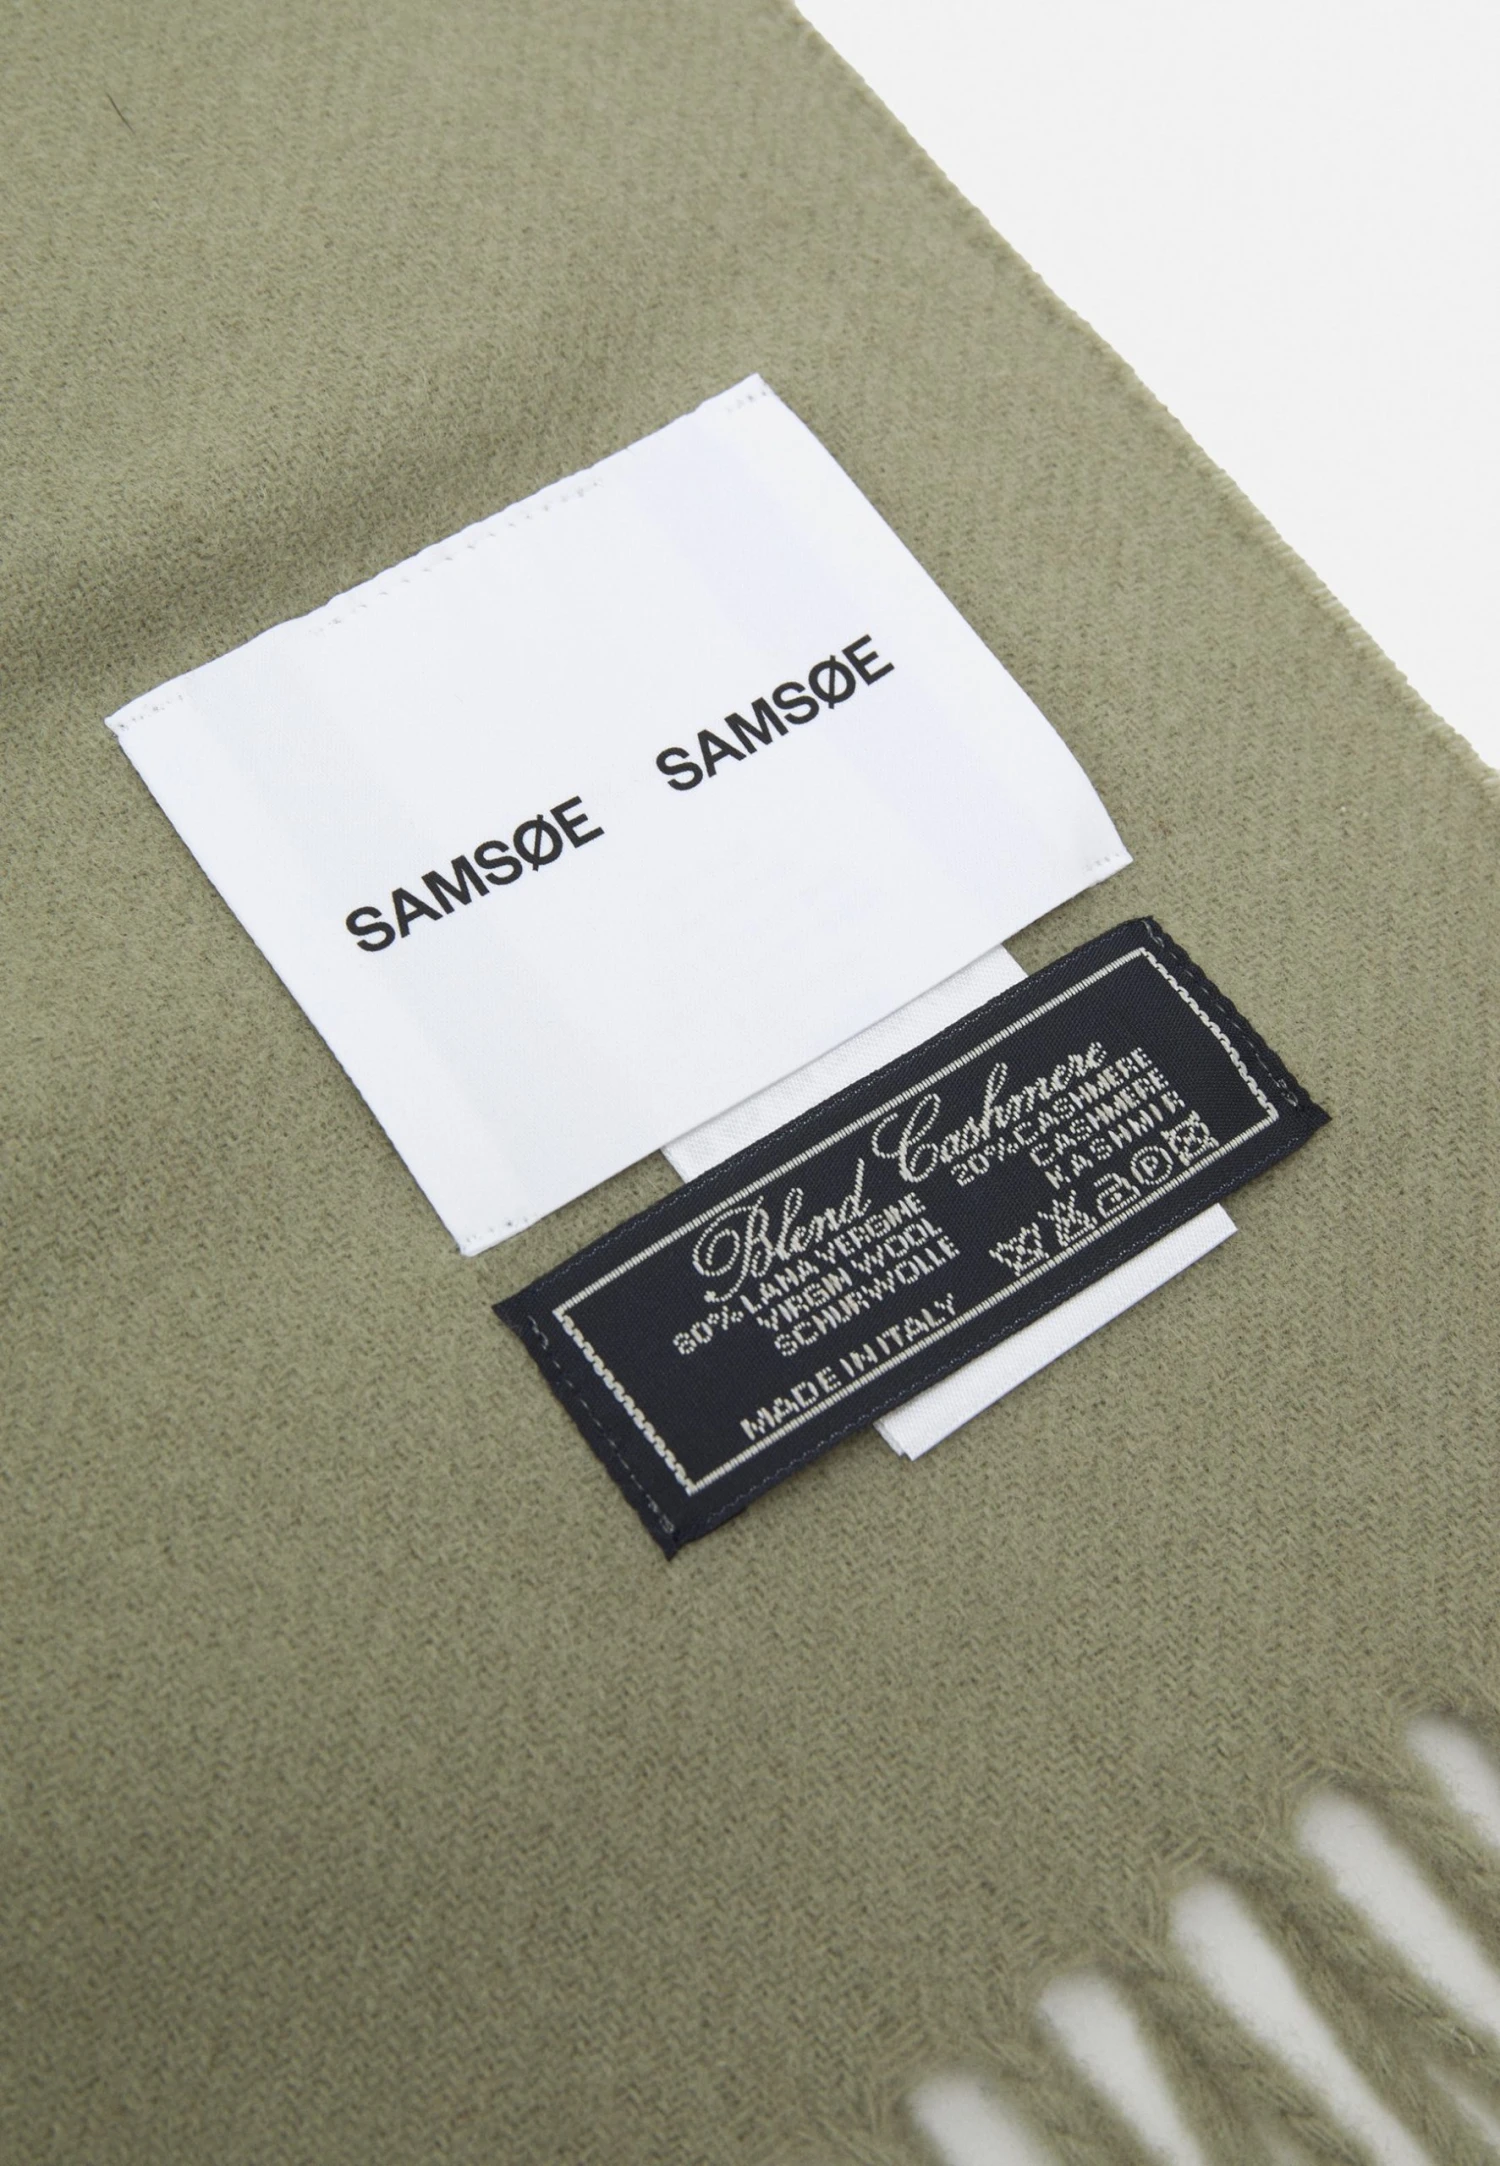 SAMSØE SAMSØE
Blend Cashmere
80% LANA VERGINE 20% CASHMERE
VIRGIN WOOL CASHMERE
SCHURWOLLE KASHMIR
MADE IN ITALY